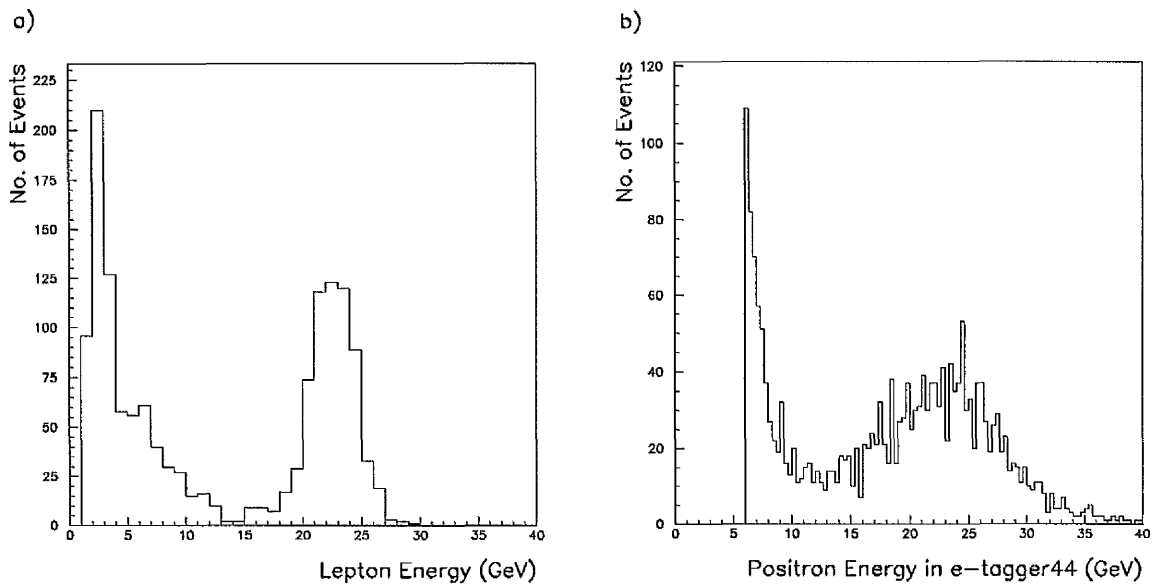 a)
No. of Events
225
200
175
150
125
100
75
50
25
0
0 5 10 15 20 25 30 35 40
Lepton Energy (GeV)
b)
No. of Events
120
100
80
60
40
20
0
0 5 10 15 20 25 30 35 40
Positron Energy in e-tagger44 (GeV)